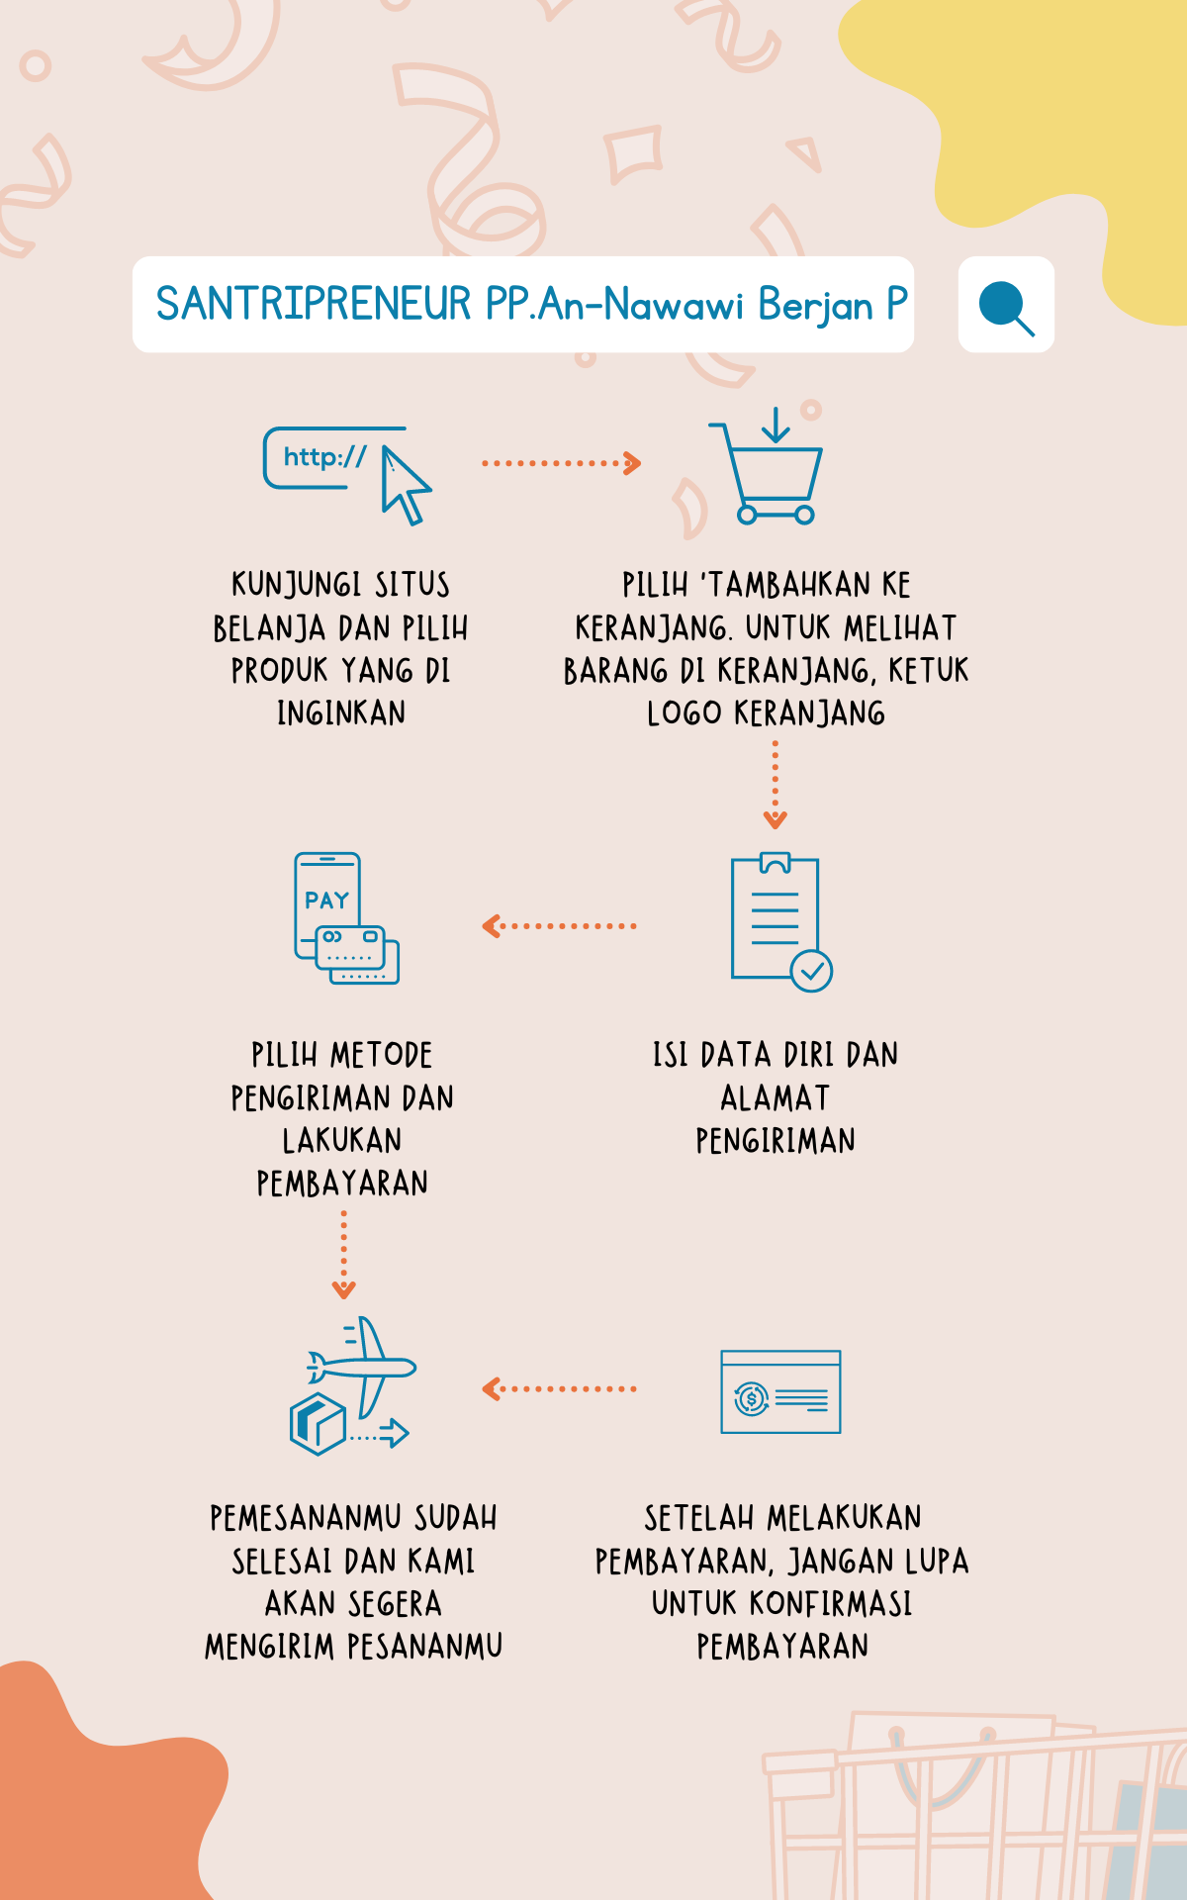 SANTRIPRENEUR PP.An-Nawawi Berjan P
http://
KUNJUNGI SITUS
BELANJA DAN PILIH
PRODUK YANG DI
INGINKAN
PILIH 'TAMBAHKAN KE
KERANJANG. UNTUK MELIHAT
BARANG DI KERANJANG, KETUK
LOGO KERANJANG
PAY
PILIH METODE
PENGIRIMAN DAN
LAKUKAN
PEMBAYARAN
ISI DATA DIRI DAN
ALAMAT
PENGIRIMAN
$
PEMESANANMU SUDAH
SELESAI DAN KAMI
AKAN SEGERA
MENGIRIM PESANANMU
SETELAH MELAKUKAN
PEMBAYARAN, JANGAN LUPA
UNTUK KONFIRMASI
PEMBAYARAN